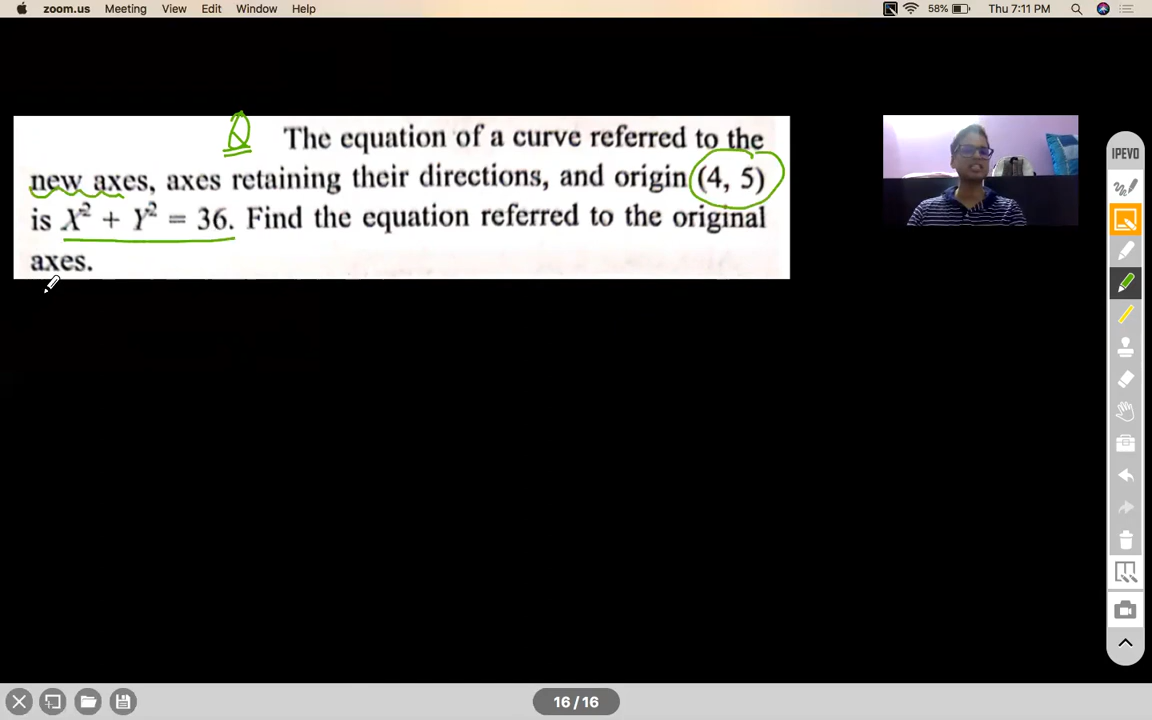 zoom.us Meeting View Edit Window Help 58% Thu 7:11 PM
Q The equation of a curve referred to the
new axes, axes retaining their directions, and origin (4, 5)
is X² + Y² = 36. Find the equation referred to the original
axes.
IPEVO
16/16